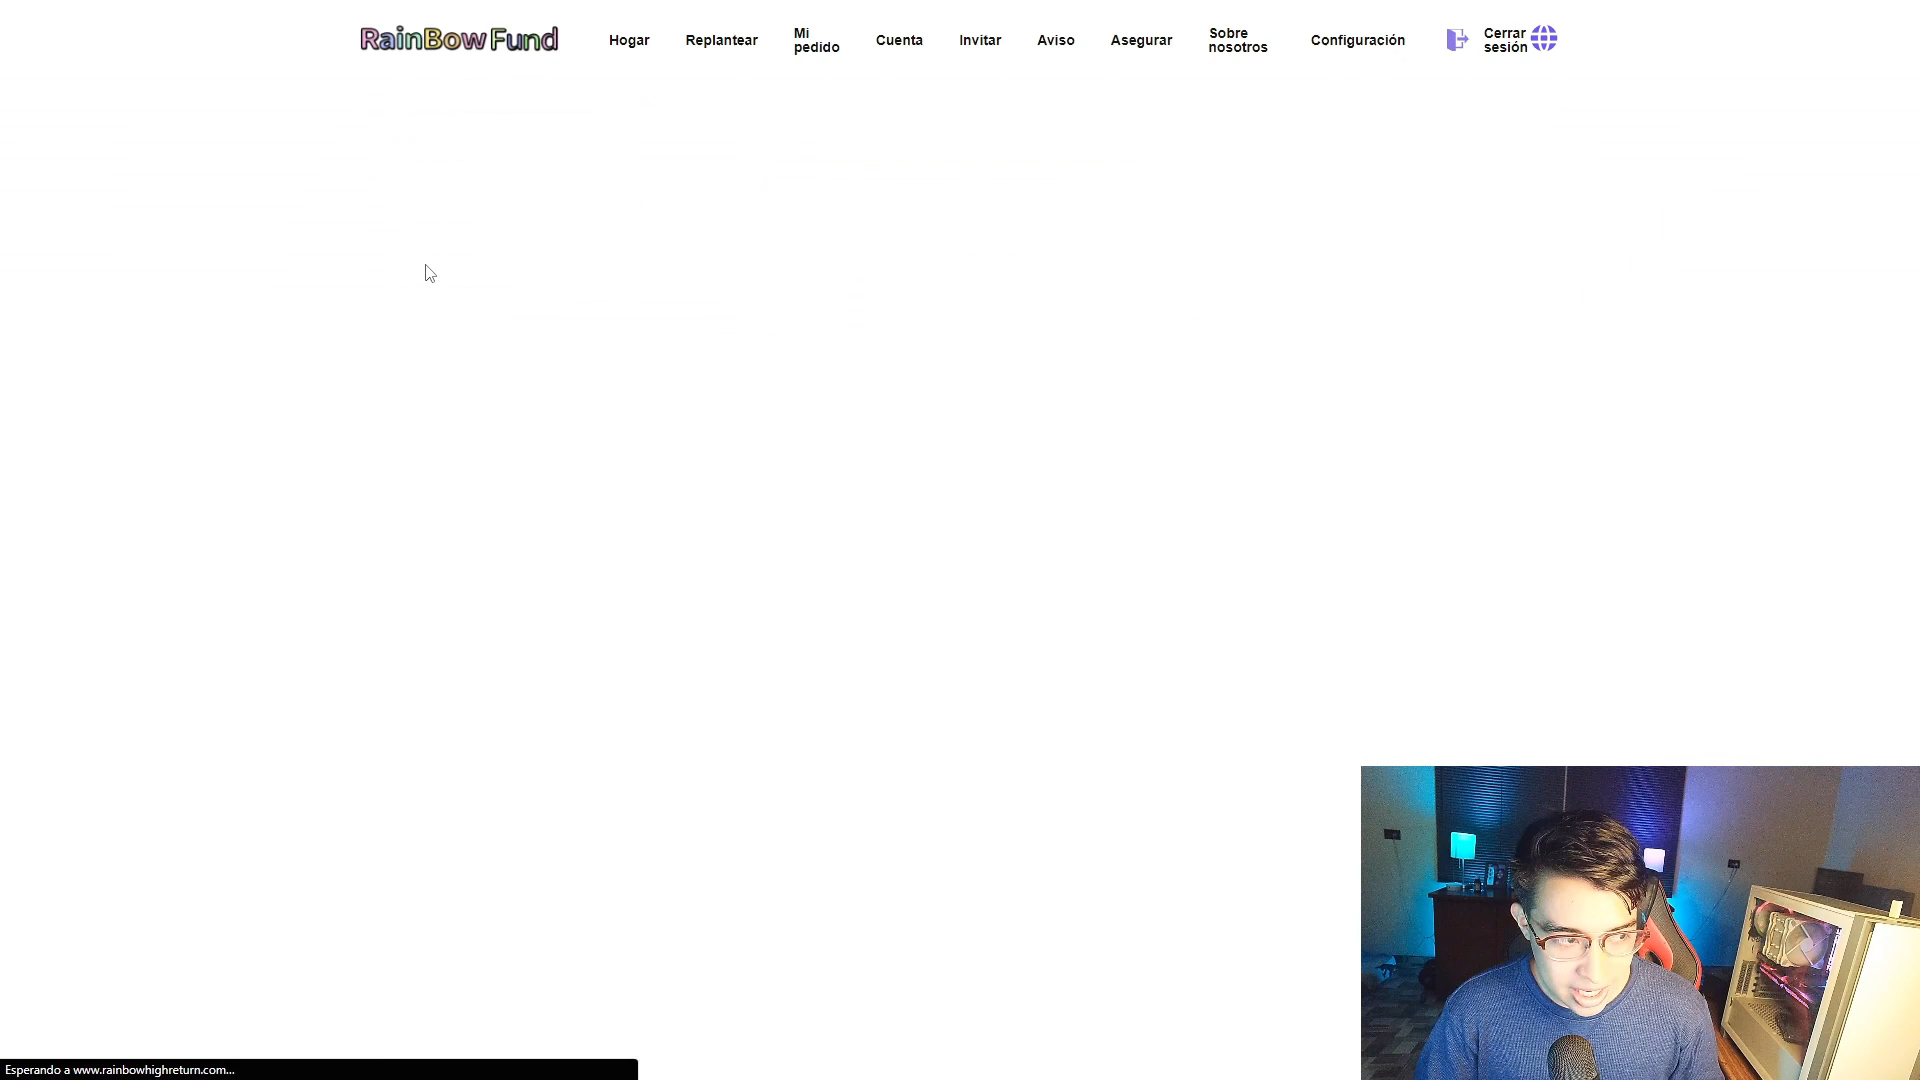 RainBow Fund
Hogar
Replantear
Mi
pedido
Cuenta
Invitar
Aviso
Asegurar
Sobre
nosotros
Configuración
Cerrar
sesión
Esperando a www.rainbowhighreturn.com...